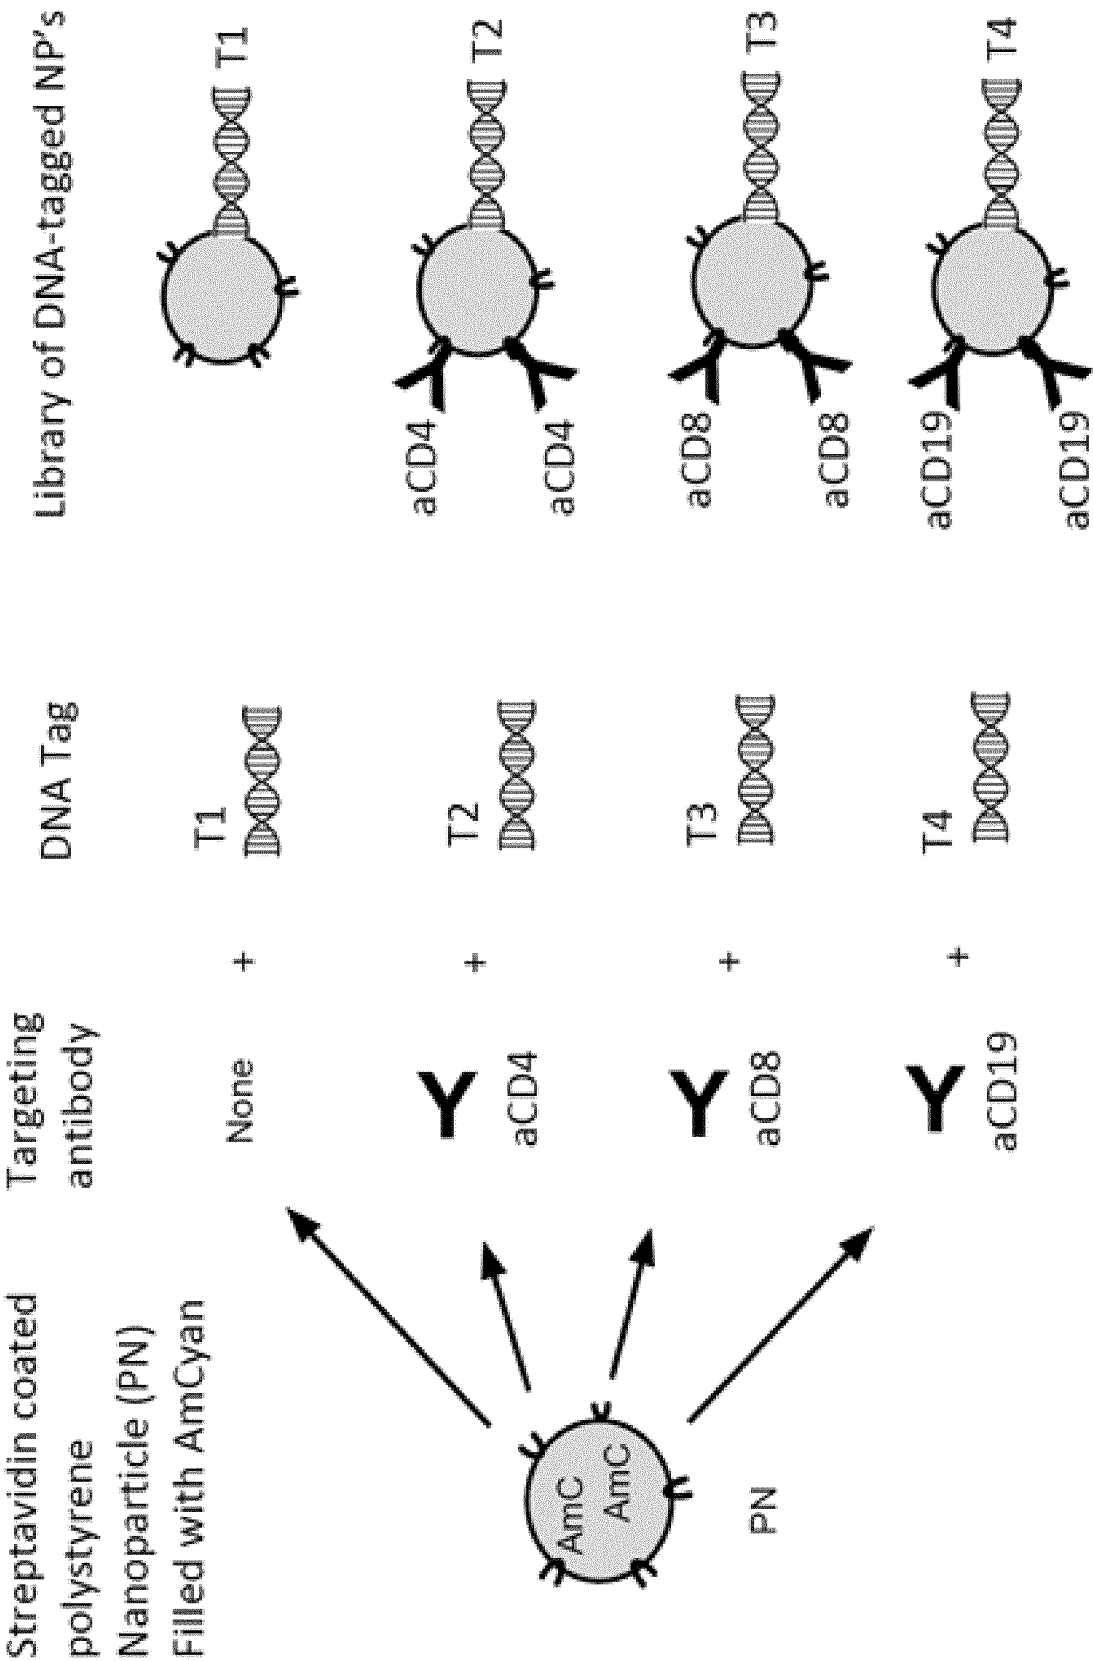 Streptavidin coated
polystyrene
Nanoparticle (PN)
Filled with AmCyan
Targeting
antibody
DNA Tag
Library of DNA-tagged NP's
None
+
T1
T1
aCD4
+
T2
aCD4
aCD4
T2
AmC
AmC
PN
aCD8
+
T3
aCD8
aCD8
T3
aCD19
+
T4
aCD19
aCD19
T4